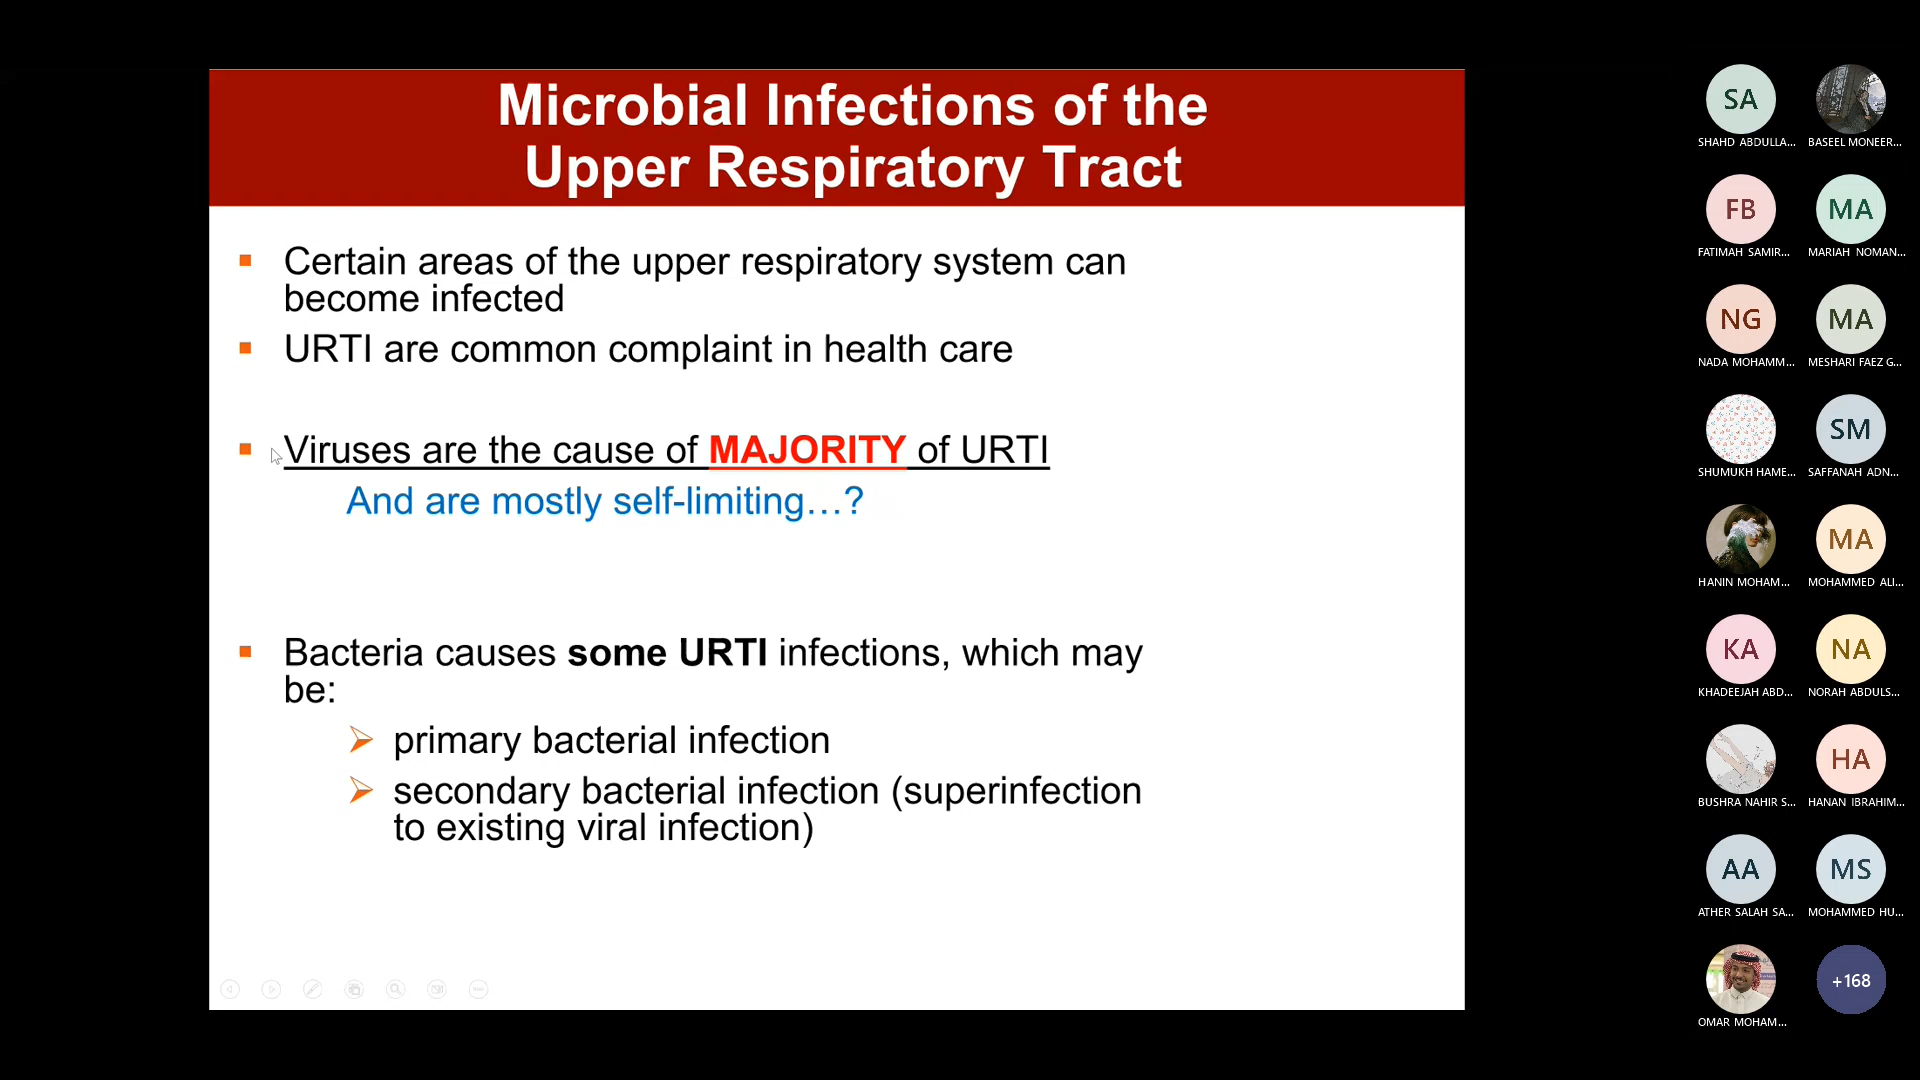 Microbial Infections of the
Upper Respiratory Tract
Certain areas of the upper respiratory system can
become infected
URTI are common complaint in health care
Viruses are the cause of MAJORITY of URTI
And are mostly self-limiting...?
Bacteria causes some URTI infections, which may
be:
primary bacterial infection
secondary bacterial infection (superinfection
to existing viral infection)
SA
SHAHD ABDULLA...
BASEEL MONEER...
FB
FATIMAH SAMIR...
MA
MARIAH NOMAN...
NG
NADA MOHAMM...
MA
MESHARI FAEZ G...
SHUMUKH HAME...
SM
SAFFANAH ADN...
HANIN MOHAM...
MA
MOHAMMED ALI...
KA
KHADEEJAH ABD...
NA
NORAH ABDULS...
BUSHRA NAHIR S...
HA
HANAN IBRAHIM...
AA
ATHER SALAH SA...
MS
MOHAMMED HU...
OMAR MOHAM...
+168